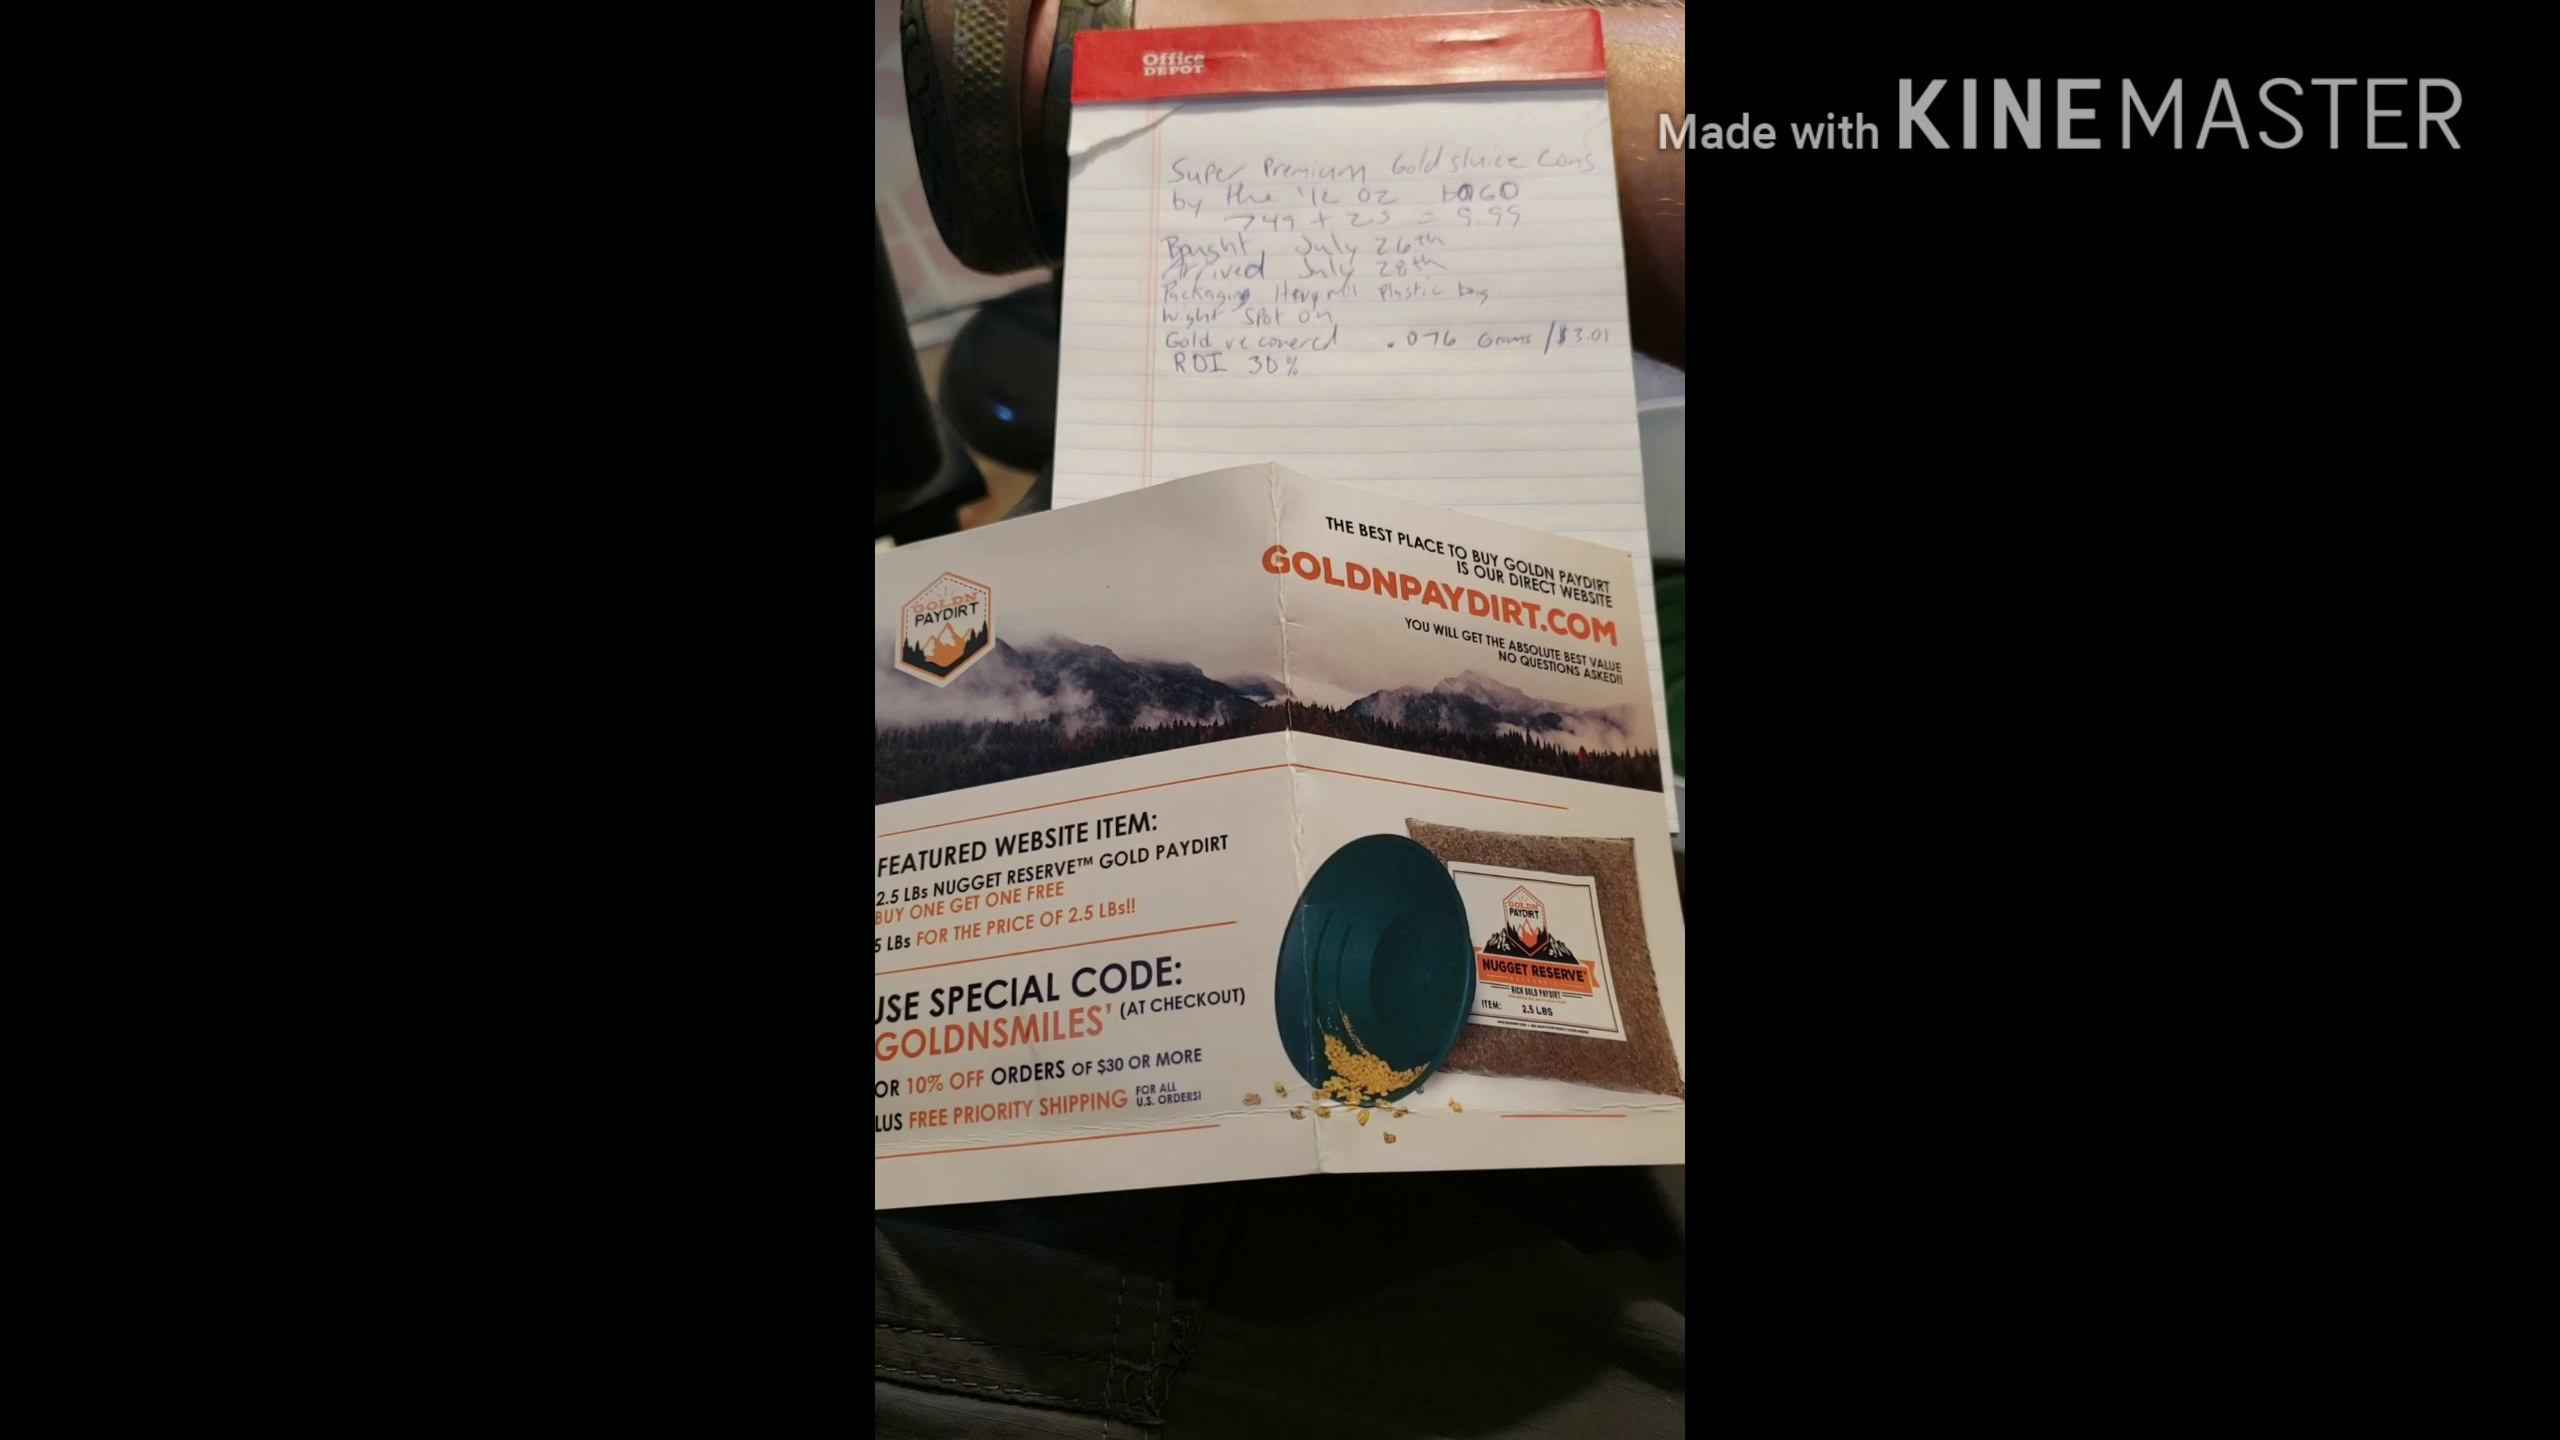 Office
DEPOT
Made with KINEMASTER
Super Premium Gold sluice Cons
by the 1/2 oz BOGO
749 + 25 = 9.99
Bought July 26th
Arrived July 28th
Packaging Hevy mil Plastic bag
Wight Spot on
Gold recovered .076 Grams / $3.01
ROI 30%
GOLDN
PAYDIRT
THE BEST PLACE TO BUY GOLDN PAYDIRT
IS OUR DIRECT WEBSITE
GOLDNPAYDIRT.COM
YOU WILL GET THE ABSOLUTE BEST VALUE
NO QUESTIONS ASKED!!
FEATURED WEBSITE ITEM:
2.5 LBs NUGGET RESERVE™ GOLD PAYDIRT
BUY ONE GET ONE FREE
5 LBs FOR THE PRICE OF 2.5 LBs!!
USE SPECIAL CODE:
GOLDNSMILES' (AT CHECKOUT)
OR 10% OFF ORDERS OF $30 OR MORE
LUS FREE PRIORITY SHIPPING FOR ALL
U.S. ORDERS!
GOLDN
PAYDIRT
NUGGET RESERVE
RICH GOLD PAYDIRT
ITEM: 2.5 LBS